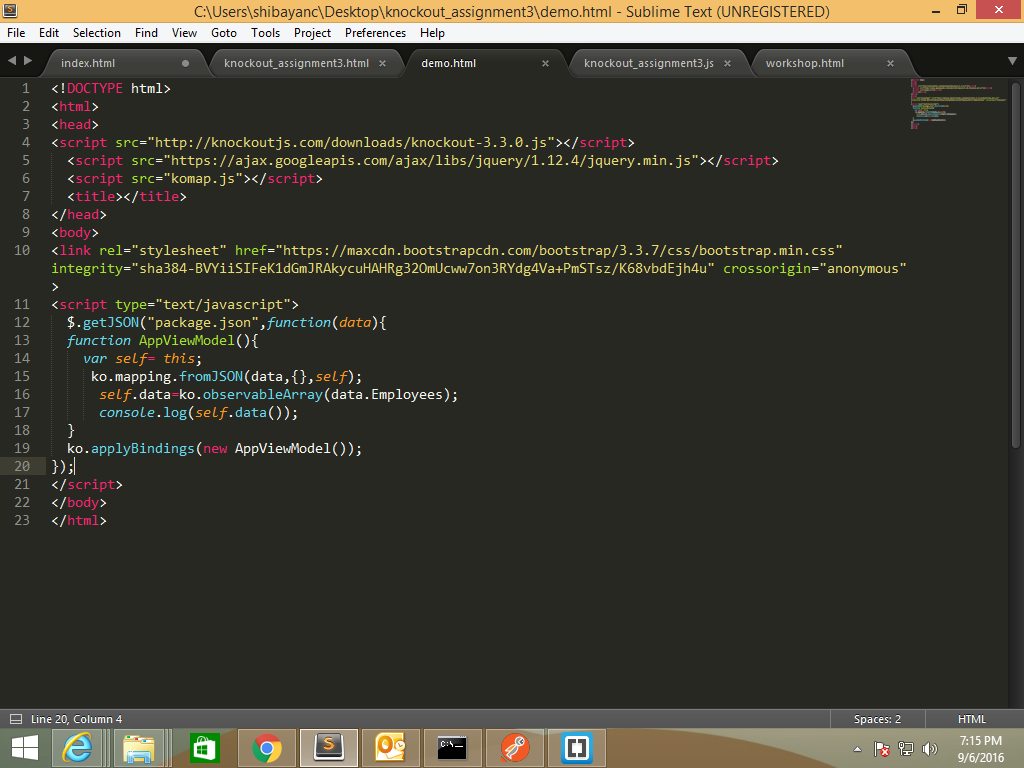 C:\Users\shibayanc\Desktop\knockout_assignment3\demo.html - Sublime Text (UNREGISTERED)
File Edit Selection Find View Goto Tools Project Preferences Help
index.html knockout_assignment3.html demo.html knockout_assignment3.js workshop.html
1 <!DOCTYPE html>
2 <html>
3 <head>
4 <script src="http://knockoutjs.com/downloads/knockout-3.3.0.js"></script>
5 <script src="https://ajax.googleapis.com/ajax/libs/jquery/1.12.4/jquery.min.js"></script>
6 <script src="komap.js"></script>
7 <title></title>
8 </head>
9 <body>
10 <link rel="stylesheet" href="https://maxcdn.bootstrapcdn.com/bootstrap/3.3.7/css/bootstrap.min.css"
integrity="sha384-BVYiiSIFeK1dGmJRAkycuHAHRg32OmUcww7on3RYdg4Va+PmSTsz/K68vbdEjh4u" crossorigin="anonymous"
>
11 <script type="text/javascript">
12 $.getJSON("package.json",function(data){
13 function AppViewModel(){
14 var self= this;
15 ko.mapping.fromJSON(data,{},self);
16 self.data=ko.observableArray(data.Employees);
17 console.log(self.data());
18 }
19 ko.applyBindings(new AppViewModel());
20 });
21 </script>
22 </body>
23 </html>
Line 20, Column 4 Spaces: 2 HTML
7:15 PM
9/6/2016